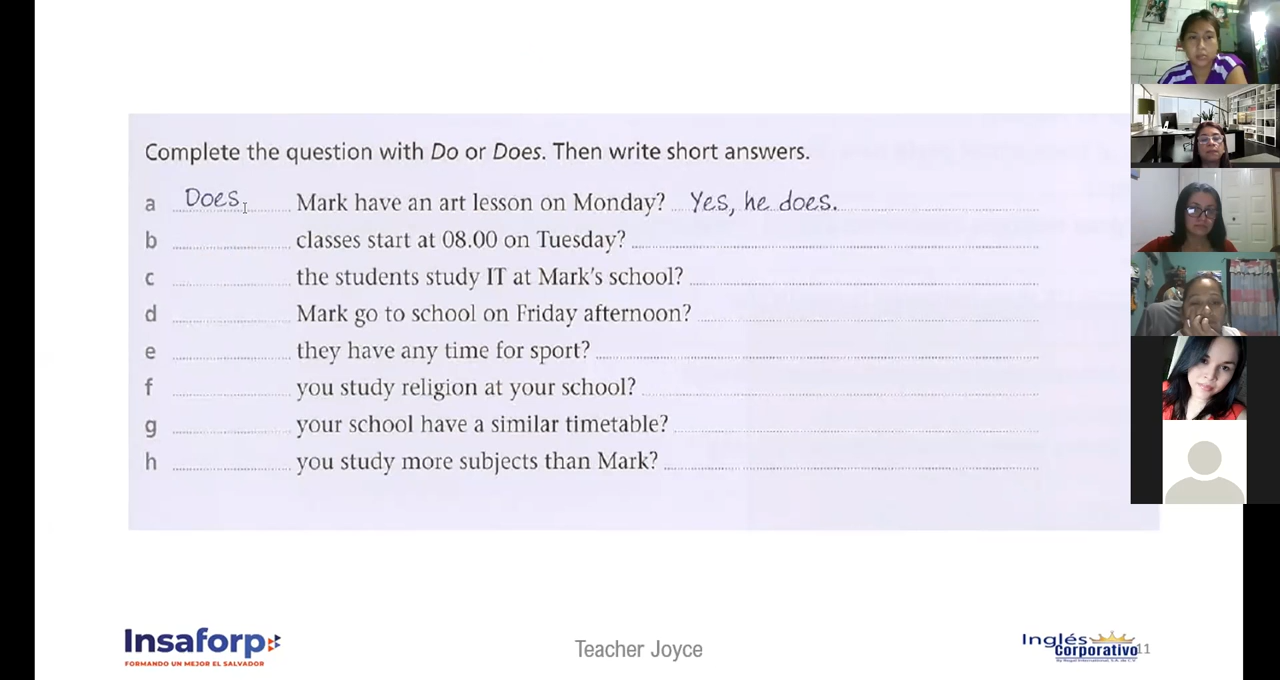 Complete the question with Do or Does. Then write short answers.
a Does Mark have an art lesson on Monday? Yes, he does.
b classes start at 08.00 on Tuesday?
c the students study IT at Mark's school?
d Mark go to school on Friday afternoon?
e they have any time for sport?
f you study religion at your school?
g your school have a similar timetable?
h you study more subjects than Mark?
Insaforp
FORMANDO UN MEJOR EL SALVADOR
Teacher Joyce
Inglés
Corporativo
11